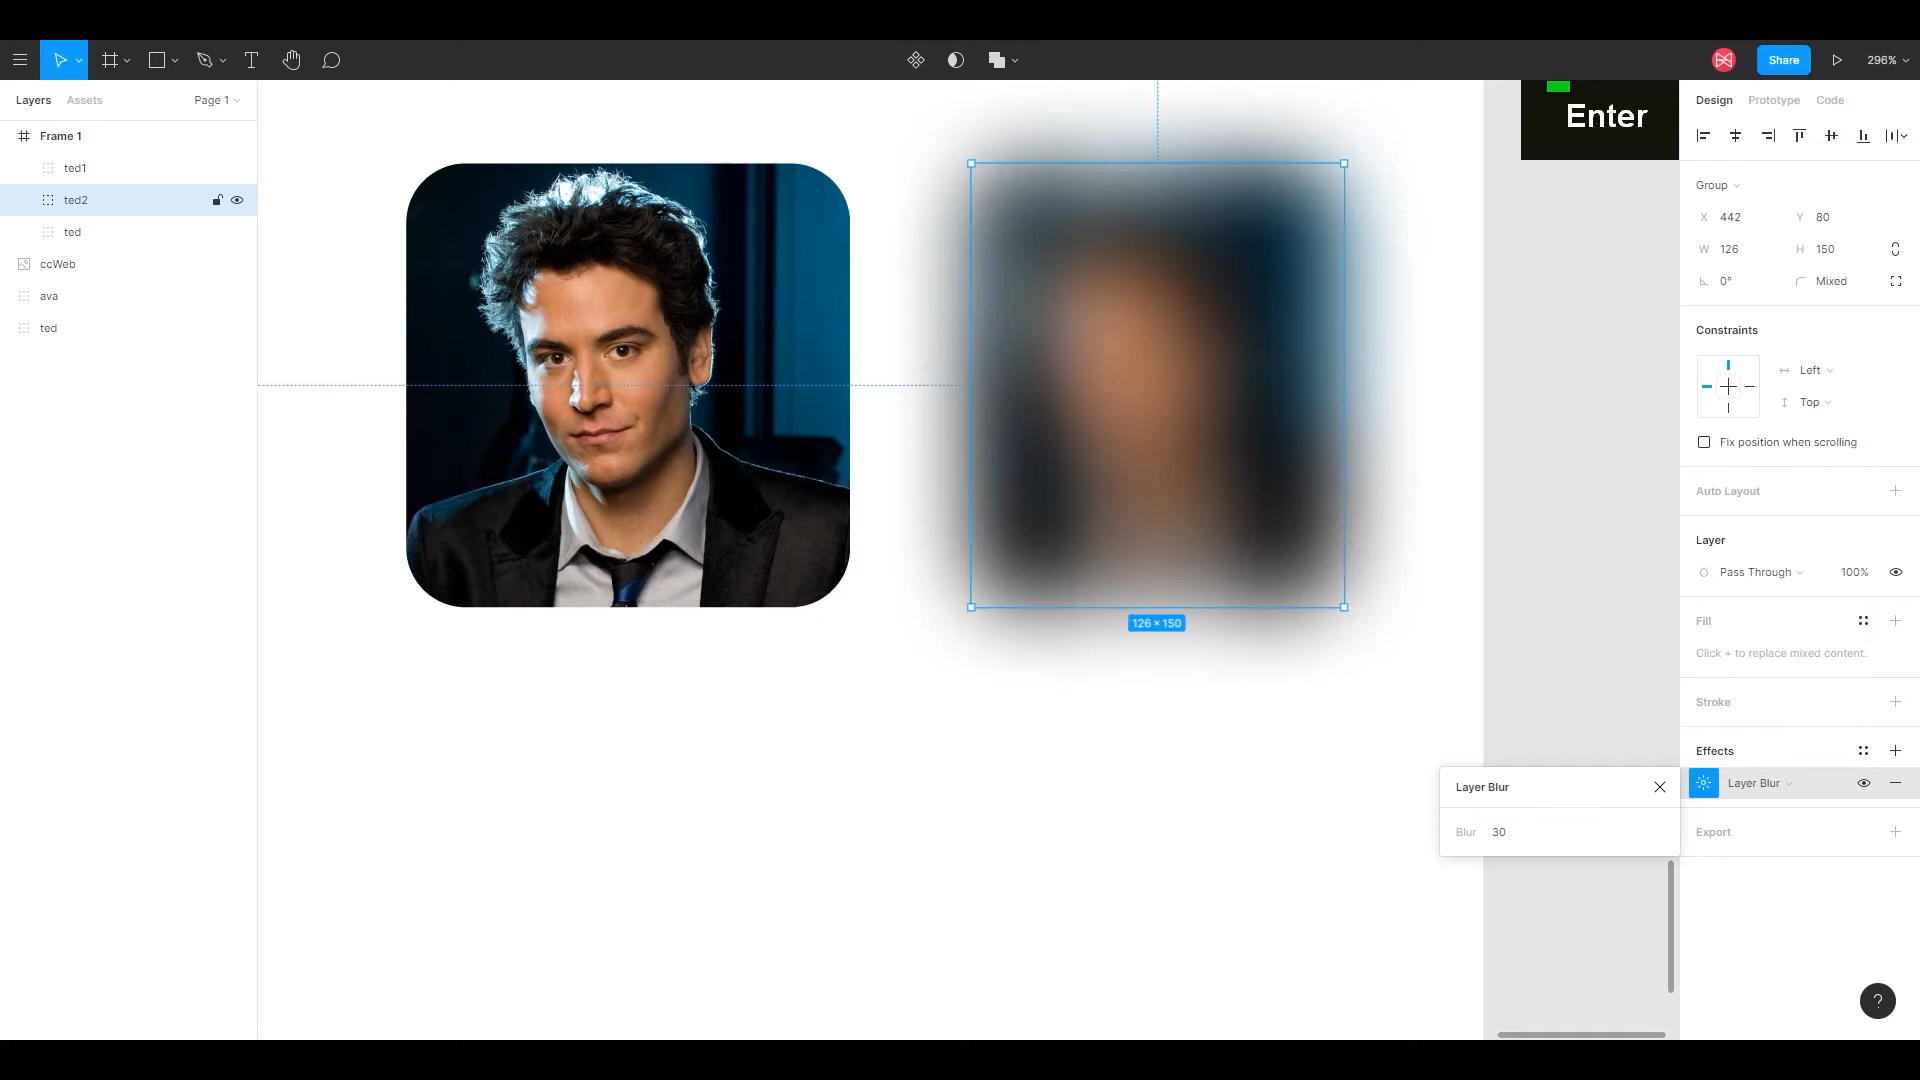 Share
296%
Layers
Assets
Page 1
Frame 1
ted1
ted2
ted
ccWeb
ava
ted
126 × 150
Enter
Design
Prototype
Code
Group
X
442
Y
80
W
126
H
150
0°
Mixed
Constraints
Left
Top
Fix position when scrolling
Auto Layout
Layer
Pass Through
100%
Fill
Click + to replace mixed content.
Stroke
Effects
Layer Blur
Export
Layer Blur
Blur
30
?